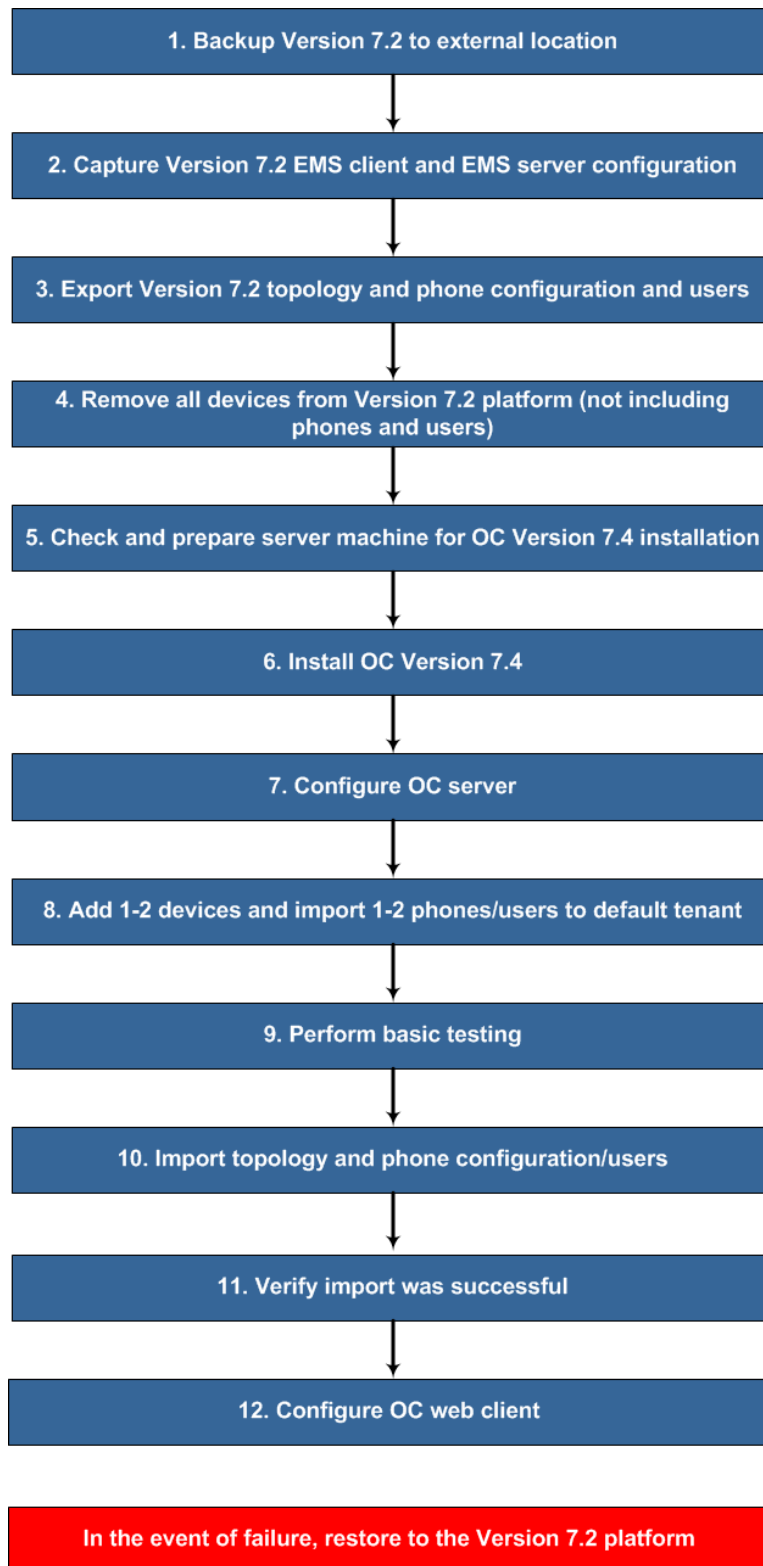 1. Backup Version 7.2 to external location
2. Capture Version 7.2 EMS client and EMS server configuration
3. Export Version 7.2 topology and phone configuration and users
4. Remove all devices from Version 7.2 platform (not including
phones and users)
5. Check and prepare server machine for OC Version 7.4 installation
6. Install OC Version 7.4
7. Configure OC server
8. Add 1-2 devices and import 1-2 phones/users to default tenant
9. Perform basic testing
10. Import topology and phone configuration/users
11. Verify import was successful
12. Configure OC web client
In the event of failure, restore to the Version 7.2 platform